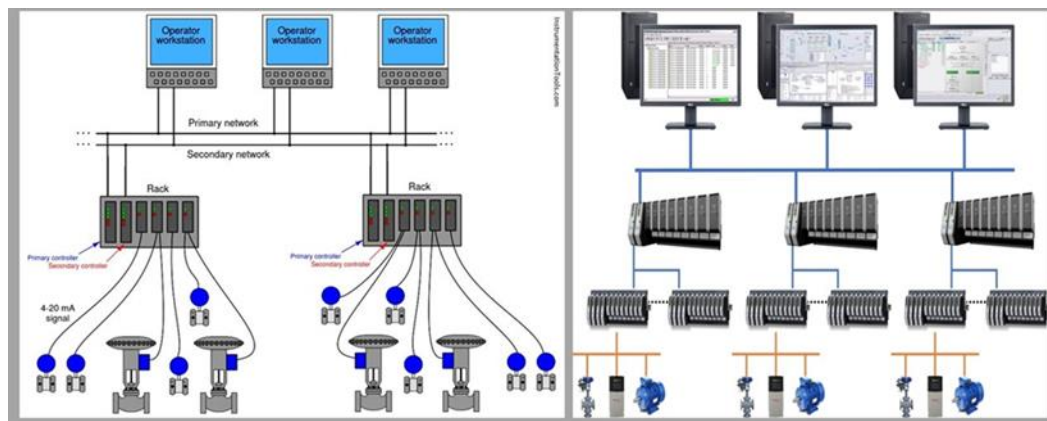 Operator
workstation
Operator
workstation
Operator
workstation
InstrumentationTools.com
Primary network
Secondary network
Rack
Rack
Primary controller
Secondary controller
Primary controller
Secondary controller
4-20 mA
signal